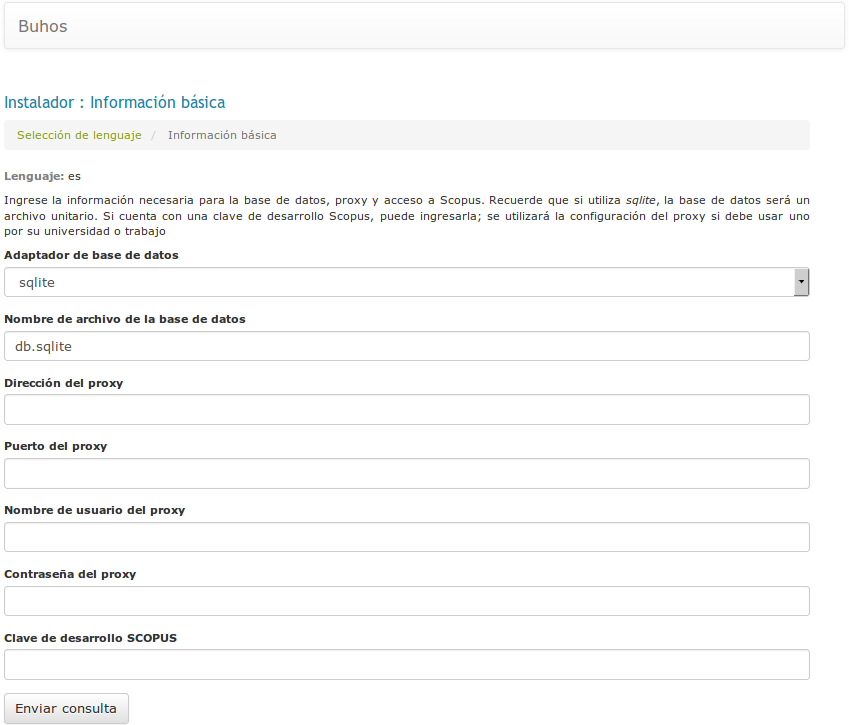 Buhos
Instalador : Información básica
Selección de lenguaje / Información básica
Lenguaje: es
Ingrese la información necesaria para la base de datos, proxy y acceso a Scopus. Recuerde que si utiliza sqlite, la base de datos será un
archivo unitario. Si cuenta con una clave de desarrollo Scopus, puede ingresarla; se utilizará la configuración del proxy si debe usar uno
por su universidad o trabajo
Adaptador de base de datos
sqlite
Nombre de archivo de la base de datos
db.sqlite
Dirección del proxy
Puerto del proxy
Nombre de usuario del proxy
Contraseña del proxy
Clave de desarrollo SCOPUS
Enviar consulta